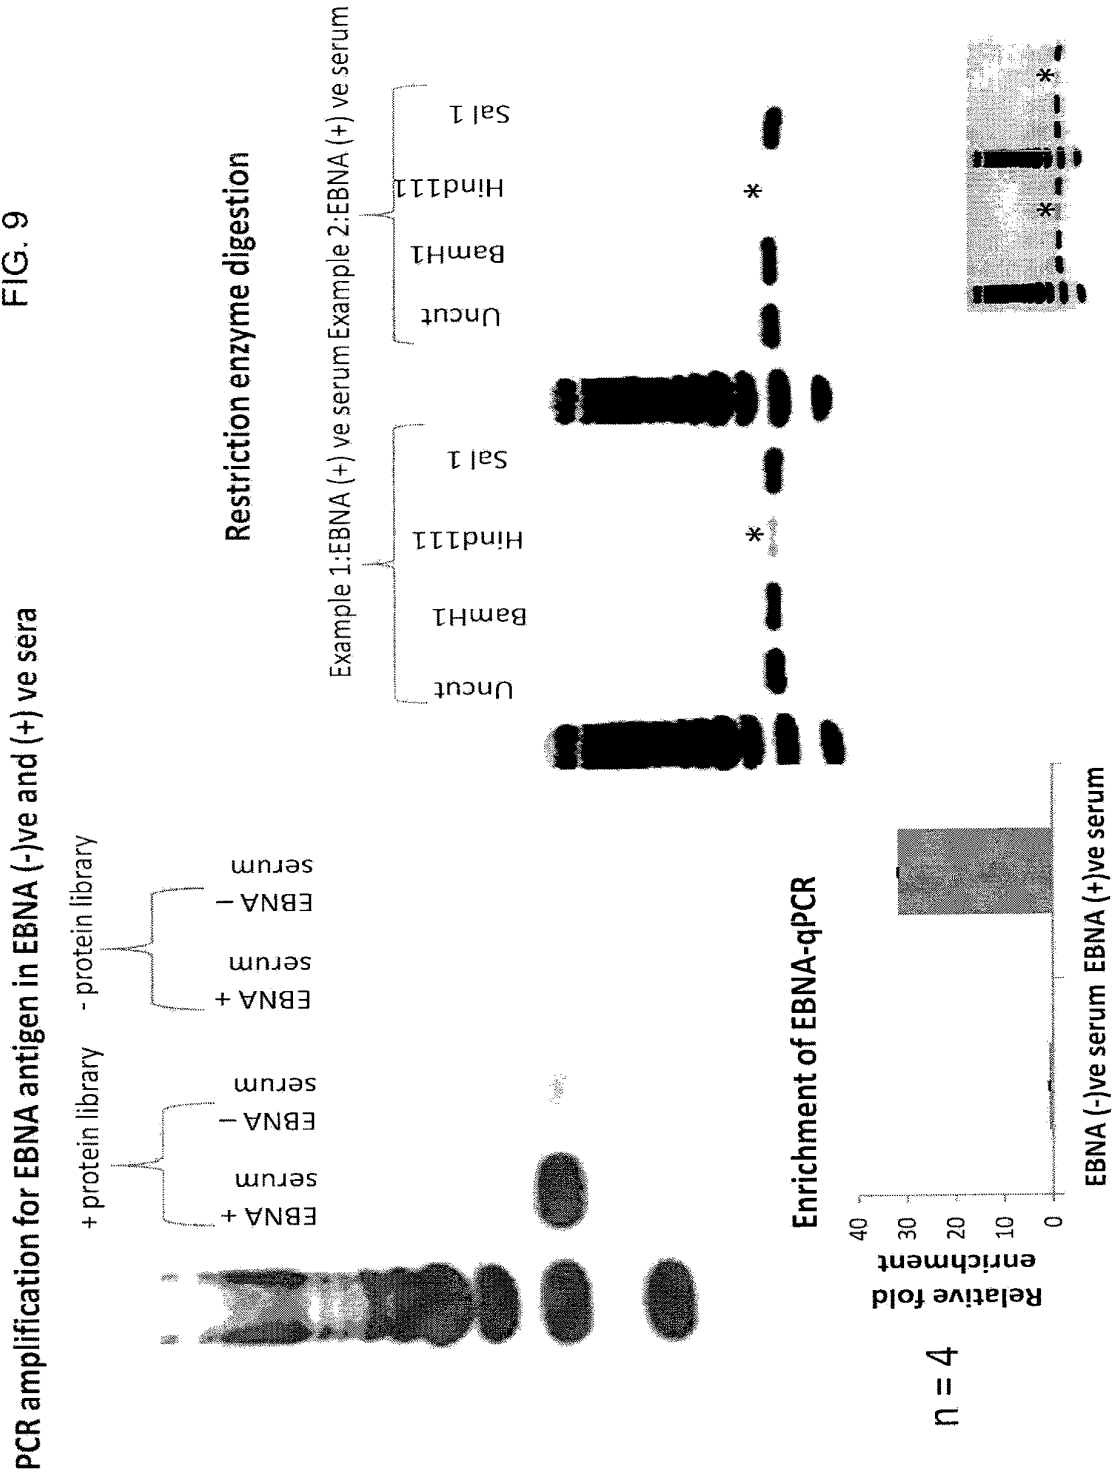 FIG. 9
PCR amplification for EBNA antigen in EBNA (-)ve and (+) ve sera
+ protein library
- protein library
EBNA +
serum
EBNA –
serum
EBNA +
serum
EBNA –
serum
Restriction enzyme digestion
Example 1:EBNA (+) ve serum Example 2:EBNA (+) ve serum
Uncut
BamH1
Hind111
Sal 1
Uncut
BamH1
Hind111
Sal 1
*
*
Enrichment of EBNA-qPCR
Relative fold
enrichment
40
30
20
10
0
EBNA (-)ve serum EBNA (+)ve serum
n = 4
*
*